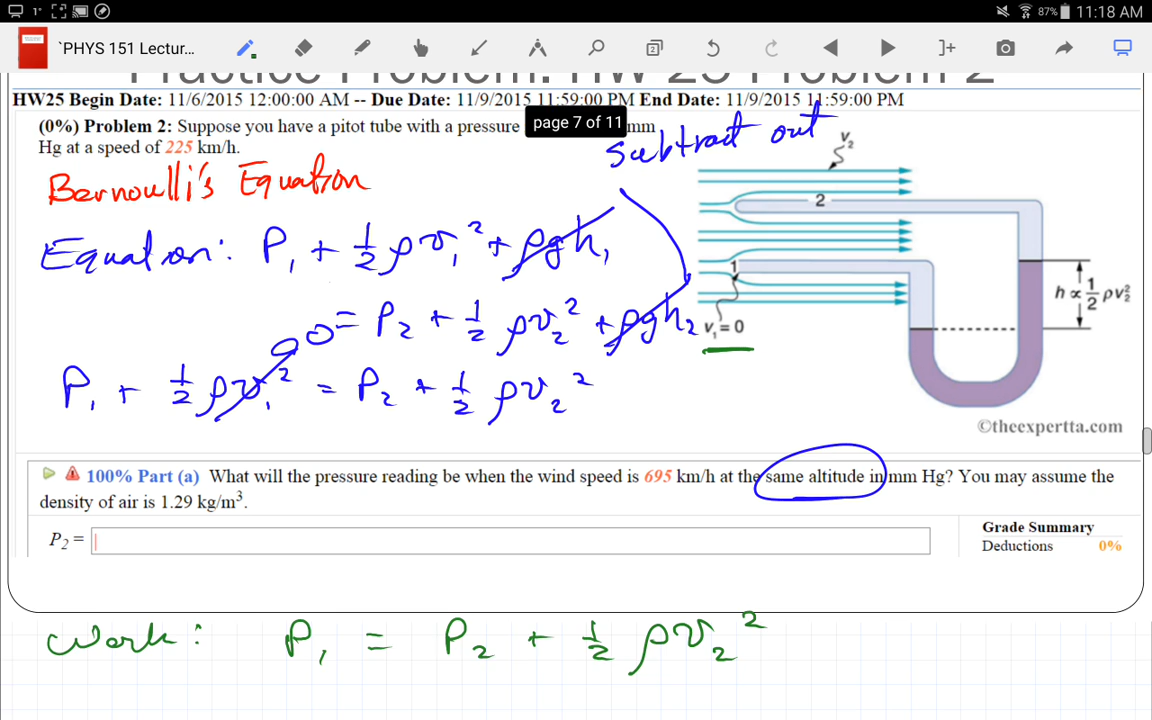 1° 87% 11:18 AM
`PHYS 151 Lectur...
Practice Problem: HW 25 Problem 2
HW25 Begin Date: 11/6/2015 12:00:00 AM -- Due Date: 11/9/2015 11:59:00 PM End Date: 11/9/2015 11:59:00 PM
page 7 of 11
(0%) Problem 2: Suppose you have a pitot tube with a pressure mm
Hg at a speed of 225 km/h.
subtract out
Bernoulli's Equation
Equation: P₁ + ½ρv₁² + ρgh₁
= P₂ + ½ρv₂² + ρgh₂
0
P₁ + ½ρv₁² = P₂ + ½ρv₂²
v₂
2
1
v₁ = 0
h ∝ ½ρv₂²
©theexpertta.com
100% Part (a) What will the pressure reading be when the wind speed is 695 km/h at the same altitude in mm Hg? You may assume the
density of air is 1.29 kg/m³.
P₂ =
Grade Summary
Deductions 0%
Work: P₁ = P₂ + ½ρv₂²